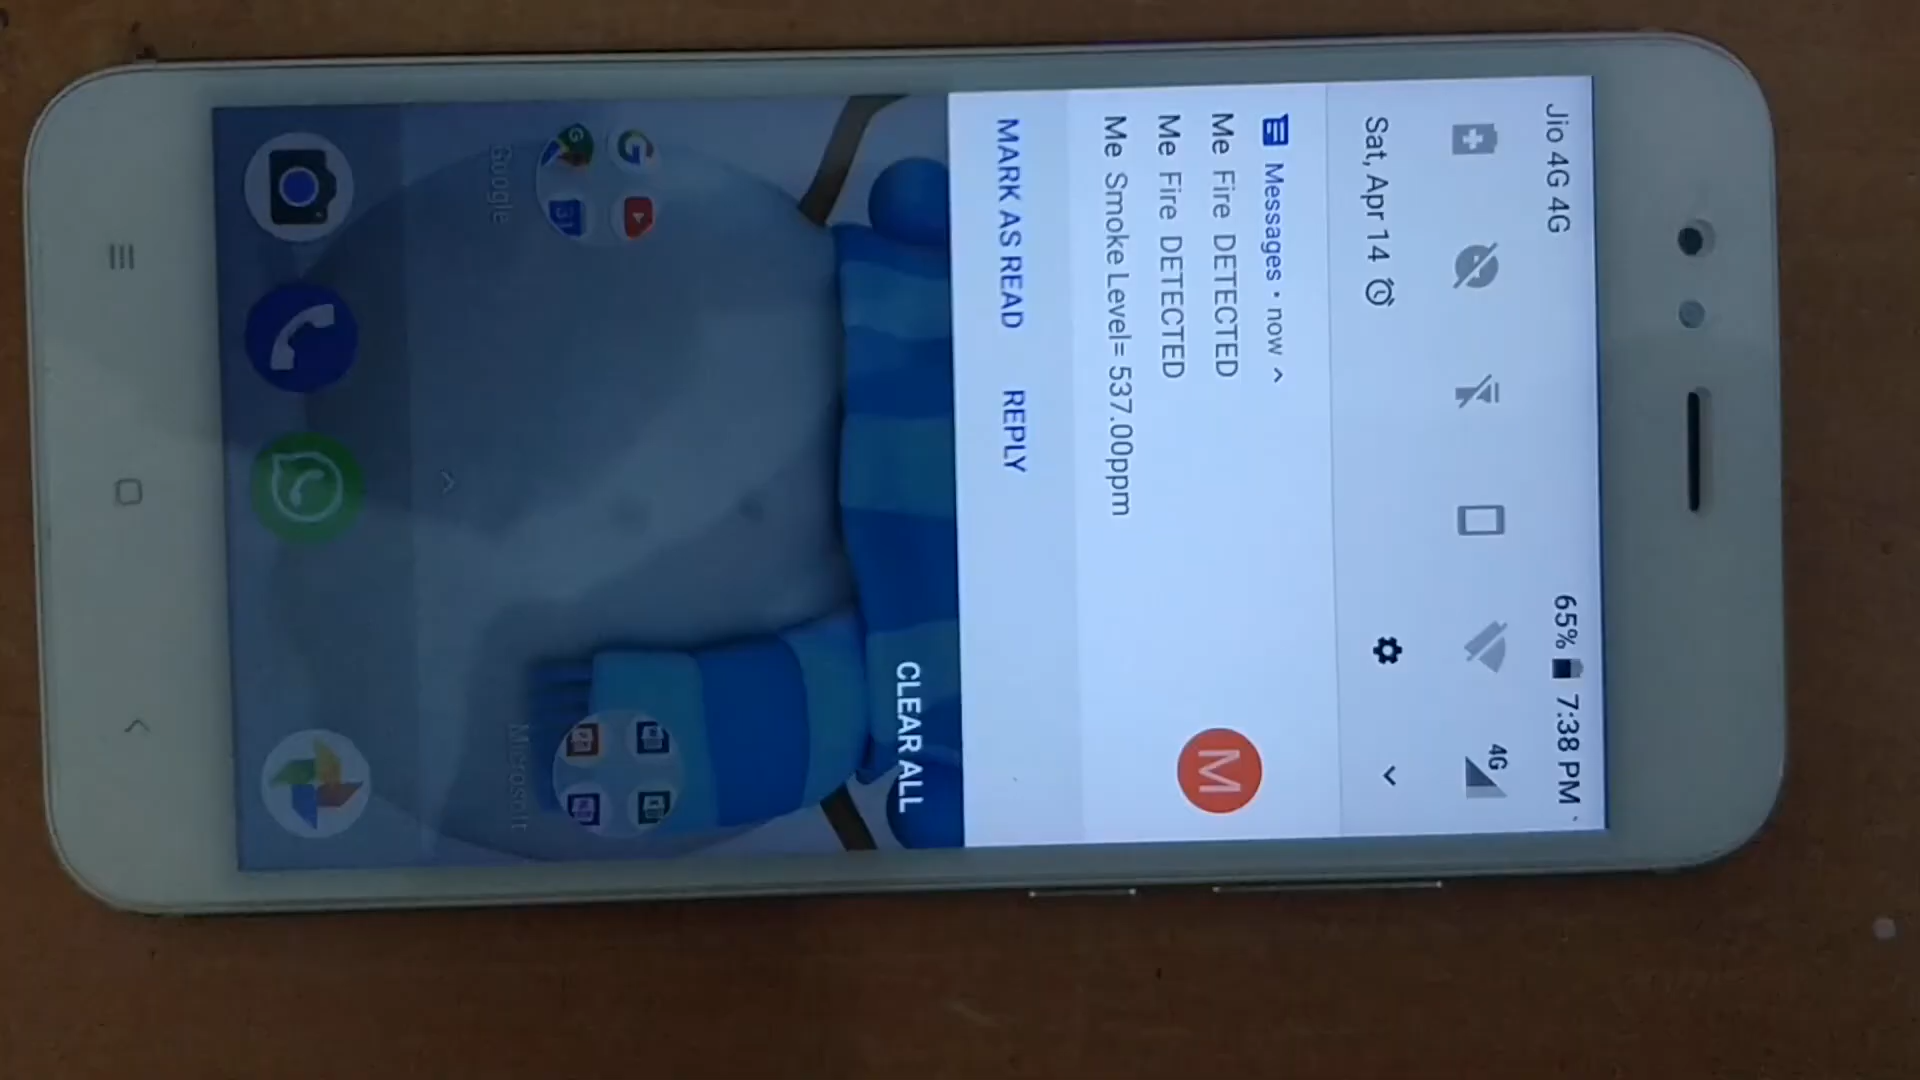 Jio 4G 4G
65% 7:38 PM
4G
Sat, Apr 14
Messages • now
Me Fire DETECTED
Me Fire DETECTED
Me Smoke Level= 537.00ppm
M
MARK AS READ REPLY
CLEAR ALL
G
31
Google
Microsoft